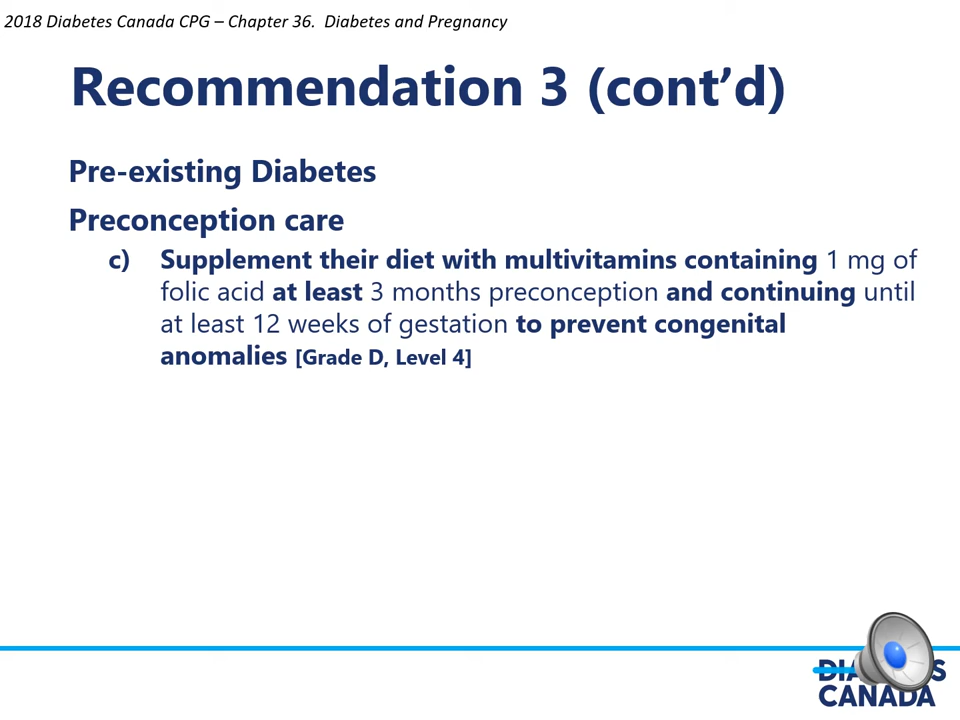 2018 Diabetes Canada CPG – Chapter 36.  Diabetes and Pregnancy
Recommendation 3 (cont’d)
Pre-existing Diabetes
Preconception care
c) Supplement their diet with multivitamins containing 1 mg of
folic acid at least 3 months preconception and continuing until
at least 12 weeks of gestation to prevent congenital
anomalies [Grade D, Level 4]
CANADA